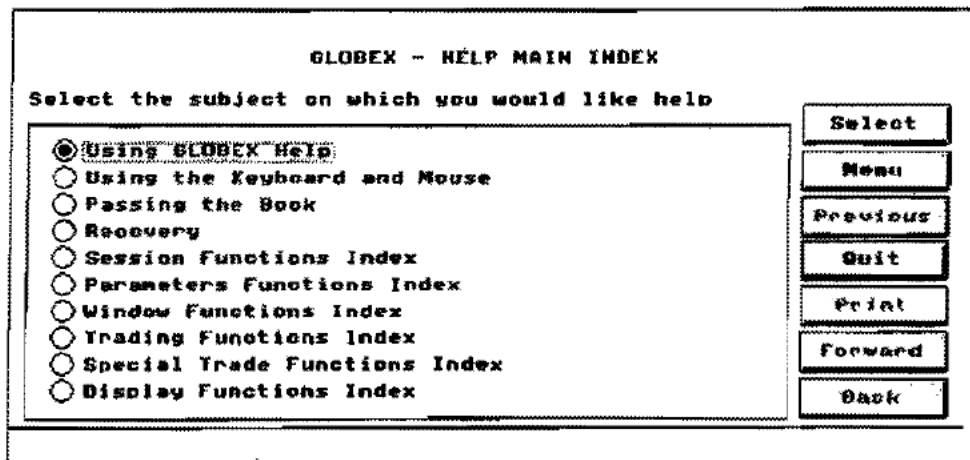 GLOBEX - HELP MAIN INDEX
Select the subject on which you would like help
Using GLOBEX Help
Using the Keyboard and Mouse
Passing the Book
Recovery
Session Functions Index
Parameters Functions Index
Window Functions Index
Trading Functions Index
Special Trade Functions Index
Display Functions Index
Select
Menu
Previous
Quit
Print
Forward
Back